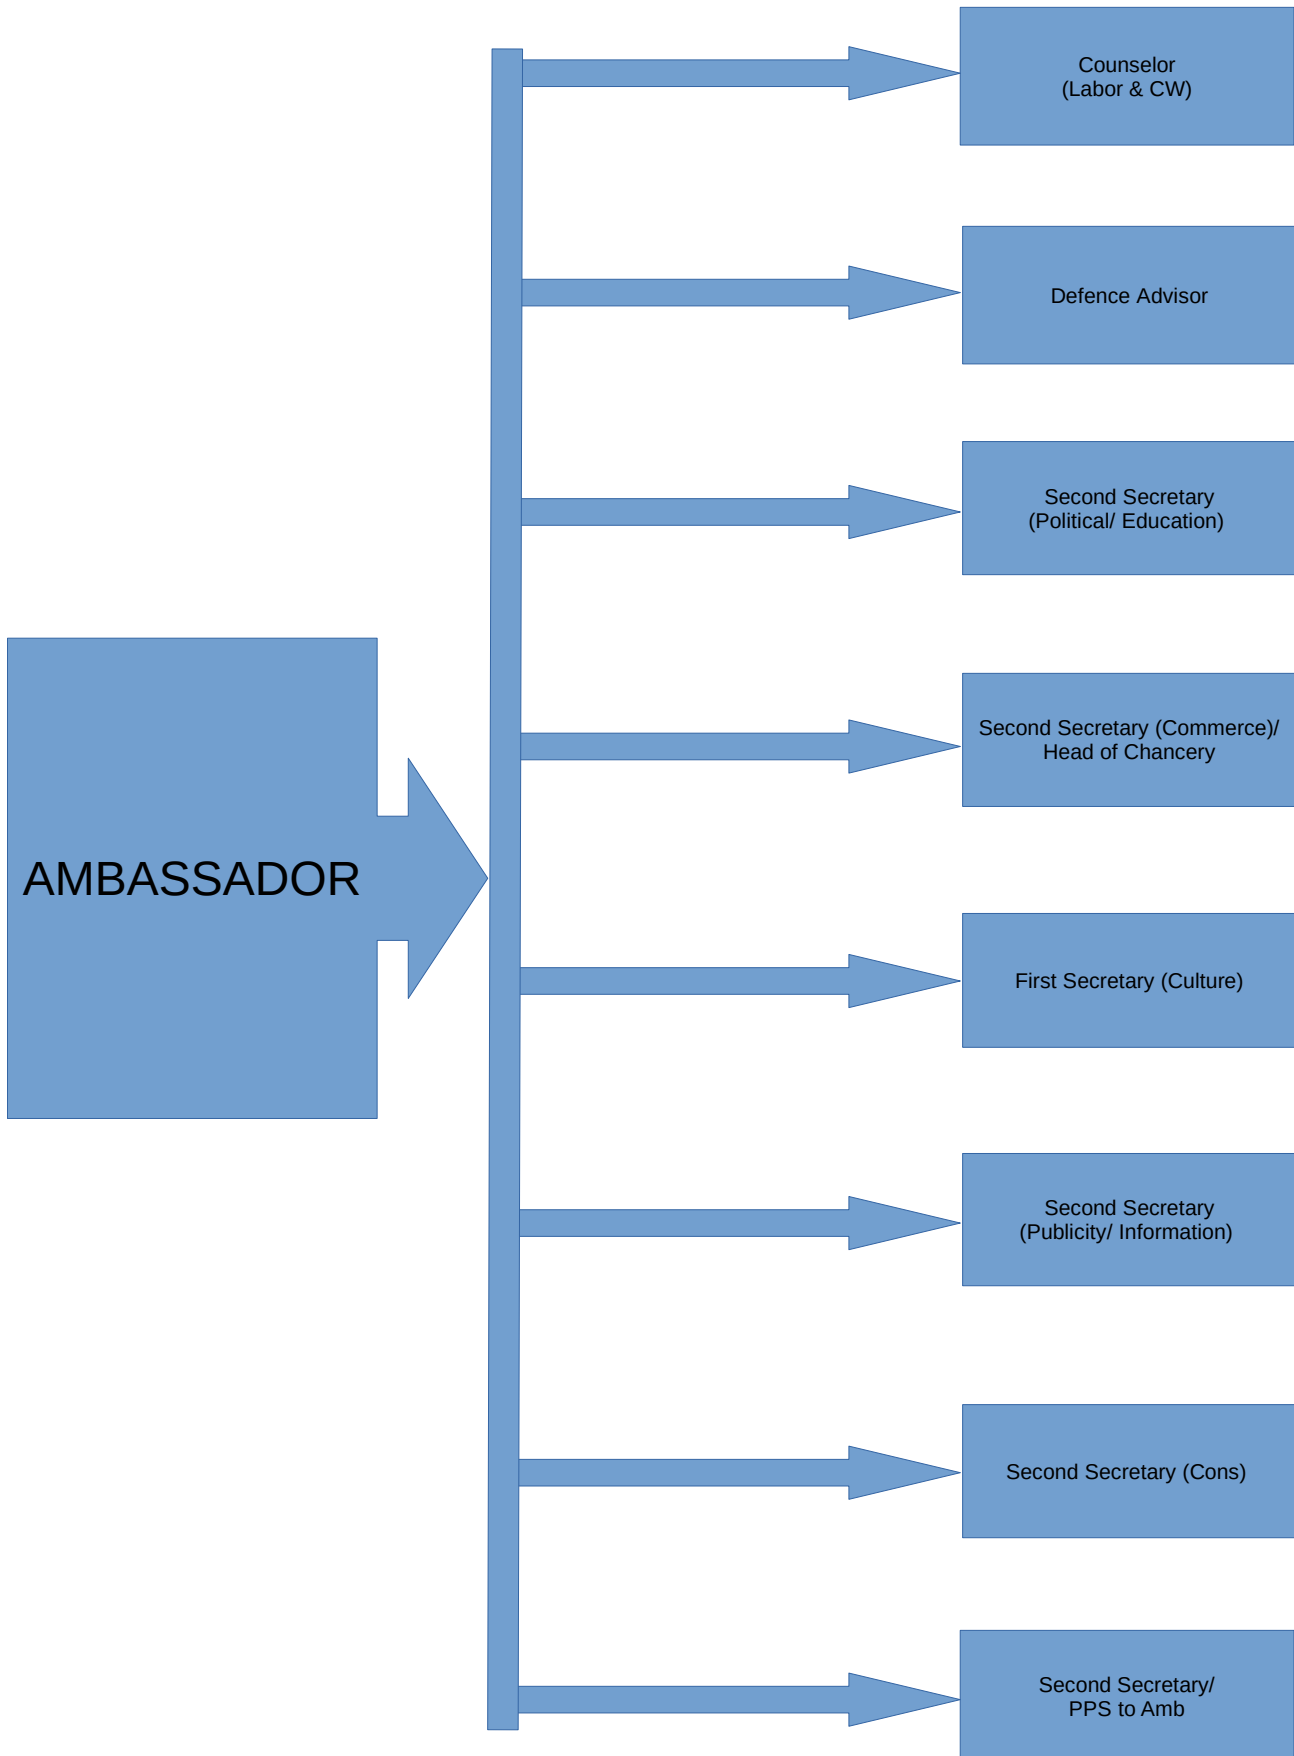 Counselor
(Labor & CW)
Defence Advisor
Second Secretary
(Political/ Education)
Second Secretary (Commerce)/
Head of Chancery
AMBASSADOR
First Secretary (Culture)
Second Secretary
(Publicity/ Information)
Second Secretary (Cons)
Second Secretary/
PPS to Amb